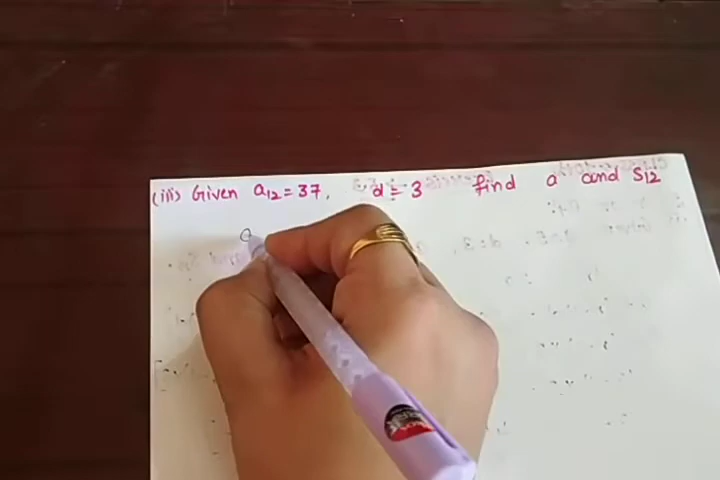 (iii) Given a12 = 37, d = 3 find a and S12
a